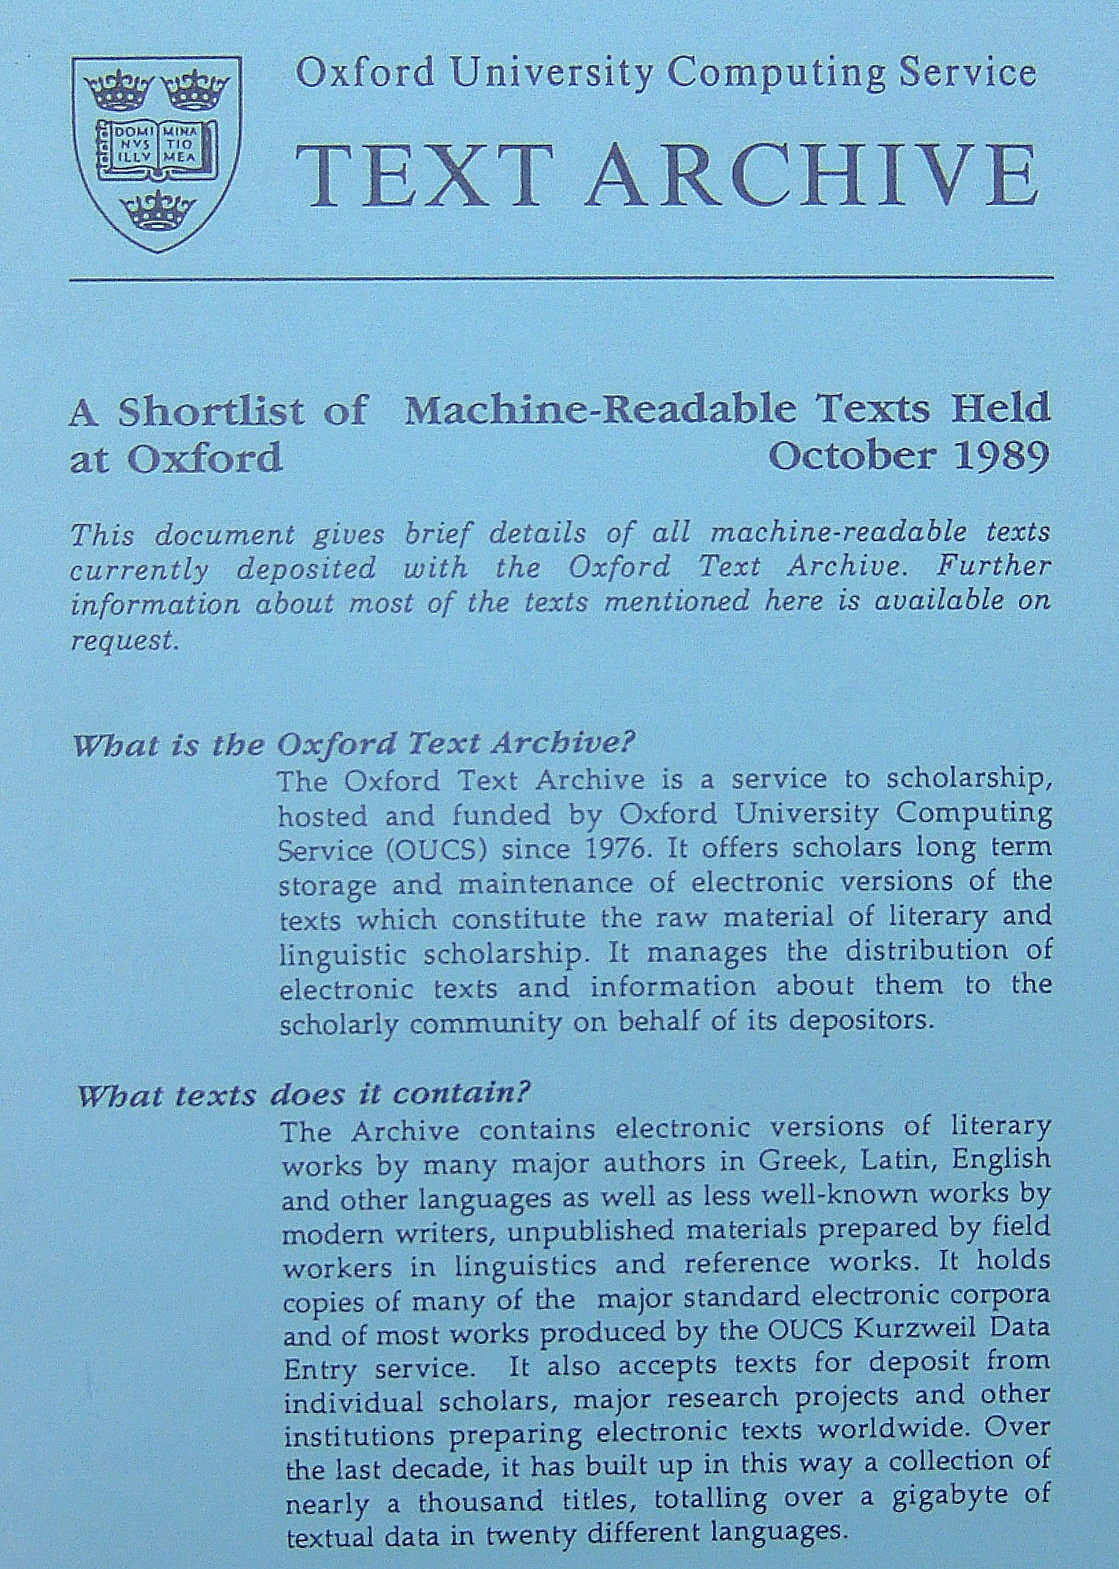 Oxford University Computing Service
TEXT ARCHIVE
DOMI MINA
NVS TIO
ILLV MEA
A Shortlist of Machine-Readable Texts Held
at Oxford October 1989
This document gives brief details of all machine-readable texts
currently deposited with the Oxford Text Archive. Further
information about most of the texts mentioned here is available on
request.
What is the Oxford Text Archive?
The Oxford Text Archive is a service to scholarship,
hosted and funded by Oxford University Computing
Service (OUCS) since 1976. It offers scholars long term
storage and maintenance of electronic versions of the
texts which constitute the raw material of literary and
linguistic scholarship. It manages the distribution of
electronic texts and information about them to the
scholarly community on behalf of its depositors.
What texts does it contain?
The Archive contains electronic versions of literary
works by many major authors in Greek, Latin, English
and other languages as well as less well-known works by
modern writers, unpublished materials prepared by field
workers in linguistics and reference works. It holds
copies of many of the major standard electronic corpora
and of most works produced by the OUCS Kurzweil Data
Entry service. It also accepts texts for deposit from
individual scholars, major research projects and other
institutions preparing electronic texts worldwide. Over
the last decade, it has built up in this way a collection of
nearly a thousand titles, totalling over a gigabyte of
textual data in twenty different languages.